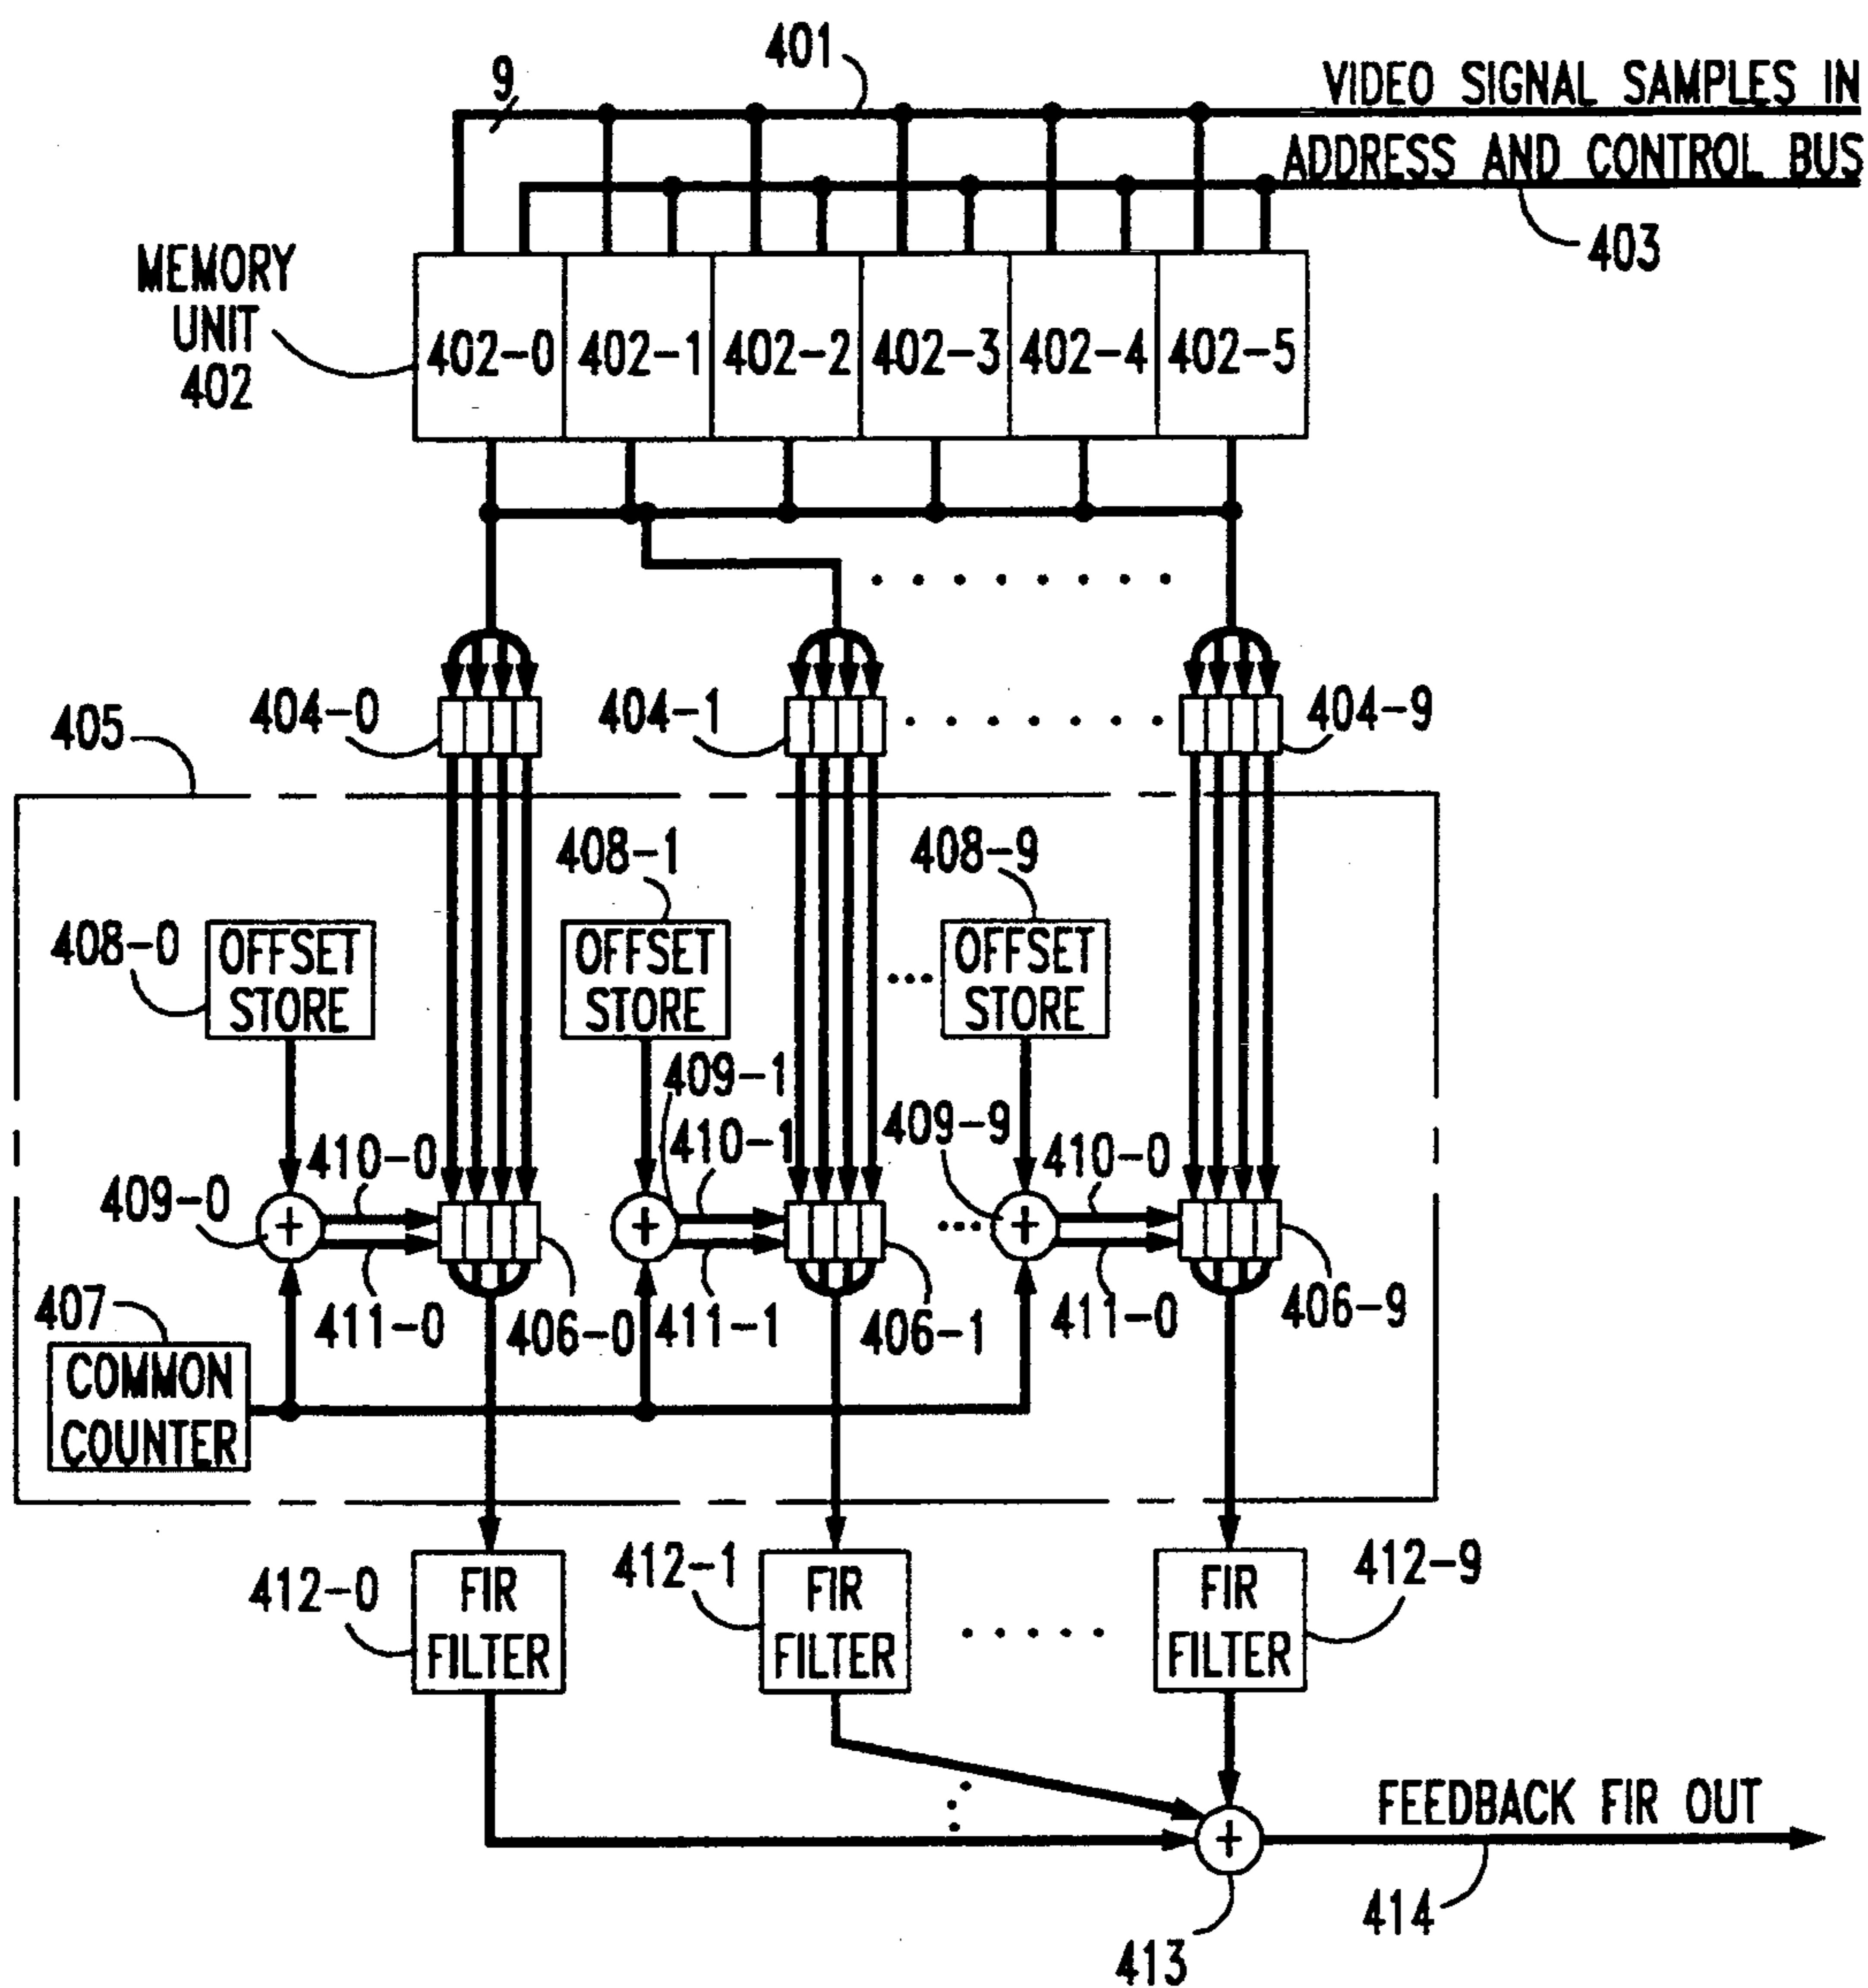 401
9
VIDEO SIGNAL SAMPLES IN
ADDRESS AND CONTROL BUS
403
MEMORY
UNIT
402
402-0 402-1 402-2 402-3 402-4 402-5
404-0
404-1
404-9
405
408-0
OFFSET
STORE
408-1
OFFSET
STORE
408-9
OFFSET
STORE
409-0
410-0
411-0
406-0
409-1
410-1
411-1
406-1
409-9
410-0
411-0
406-9
407
COMMON
COUNTER
412-0
FIR
FILTER
412-1
FIR
FILTER
412-9
FIR
FILTER
FEEDBACK FIR OUT
414
413